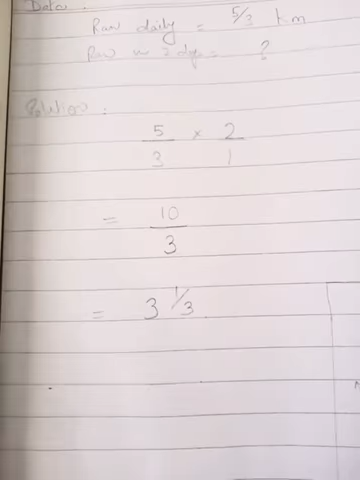 Data:
Ran daily = 5/3 km
Ran in 2 days = ?
Solution:
5/3 × 2/1
= 10/3
= 3 1/3